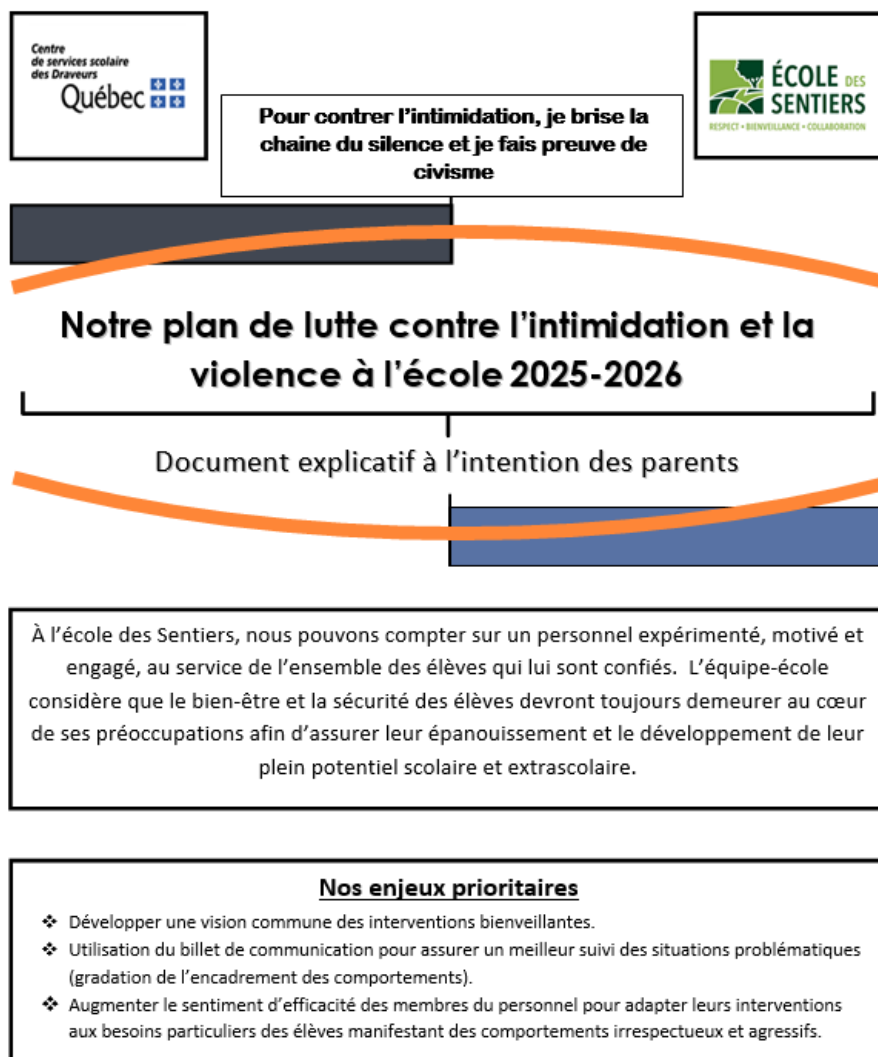 Centre
de services scolaire
des Draveurs
Québec
ÉCOLE DES
SENTIERS
RESPECT • BIENVEILLANCE • COLLABORATION
Pour contrer l'intimidation, je brise la
chaine du silence et je fais preuve de
civisme
Notre plan de lutte contre l'intimidation et la
violence à l'école 2025-2026
Document explicatif à l'intention des parents
À l'école des Sentiers, nous pouvons compter sur un personnel expérimenté, motivé et
engagé, au service de l'ensemble des élèves qui lui sont confiés. L'équipe-école
considère que le bien-être et la sécurité des élèves devront toujours demeurer au cœur
de ses préoccupations afin d'assurer leur épanouissement et le développement de leur
plein potentiel scolaire et extrascolaire.
Nos enjeux prioritaires
❖ Développer une vision commune des interventions bienveillantes.
❖ Utilisation du billet de communication pour assurer un meilleur suivi des situations problématiques
(gradation de l'encadrement des comportements).
❖ Augmenter le sentiment d'efficacité des membres du personnel pour adapter leurs interventions
aux besoins particuliers des élèves manifestant des comportements irrespectueux et agressifs.